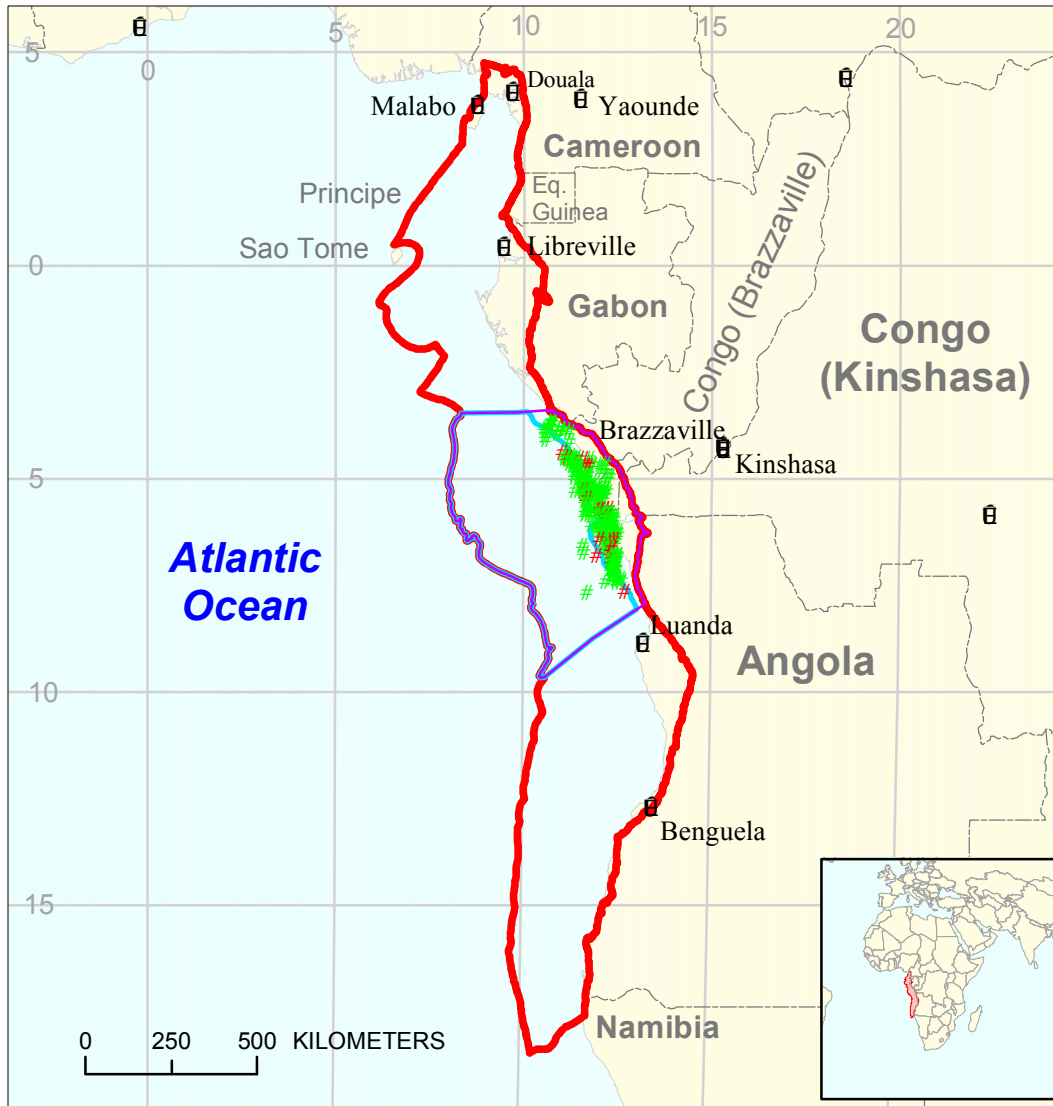 10
15
20
5
0
5
Douala
Malabo
Yaounde
Cameroon
Principe
Eq.
Guinea
Sao Tome
Libreville
0
Gabon
Congo (Brazzaville)
Congo
(Kinshasa)
Brazzaville
Kinshasa
5
Atlantic
Ocean
Luanda
Angola
10
Benguela
15
Namibia
0 250 500 KILOMETERS